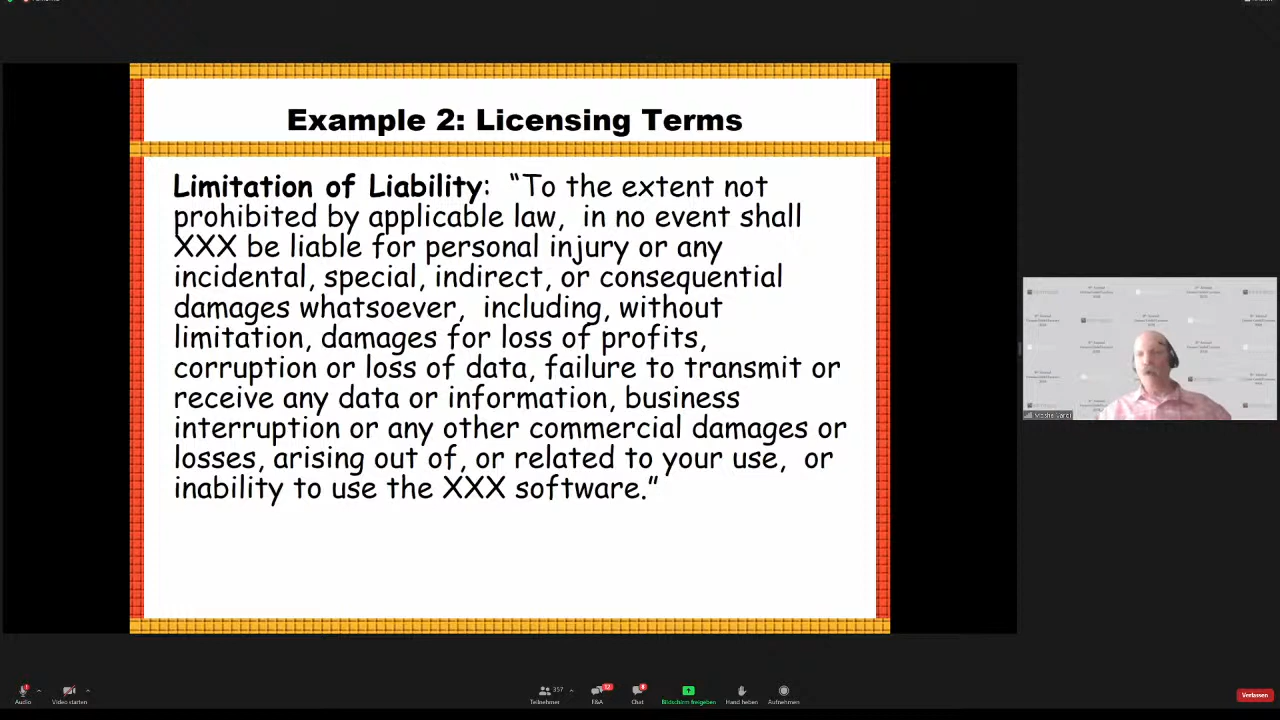 Example 2: Licensing Terms
Limitation of Liability:  “To the extent not
prohibited by applicable law,  in no event shall
XXX be liable for personal injury or any
incidental, special, indirect, or consequential
damages whatsoever,  including, without
limitation, damages for loss of profits,
corruption or loss of data, failure to transmit or
receive any data or information, business
interruption or any other commercial damages or
losses, arising out of, or related to your use,  or
inability to use the XXX software.”
Moshe Vardi
Audio
Video starten
357
Teilnehmer
12
F&A
Chat
Bildschirm freigeben
Hand heben
Aufnehmen
Verlassen